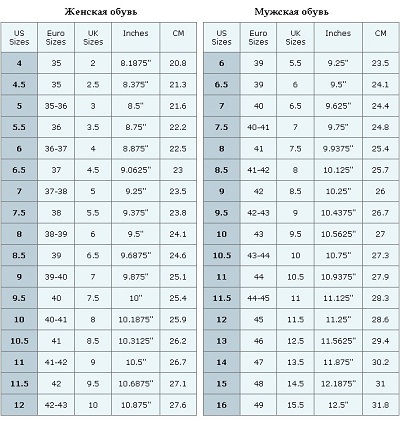 Женская обувь
US Sizes Euro Sizes UK Sizes Inches CM
4 35 2 8.1875" 20.8
4.5 35 2.5 8.375" 21.3
5 35-36 3 8.5" 21.6
5.5 36 3.5 8.75" 22.2
6 36-37 4 8.875" 22.5
6.5 37 4.5 9.0625" 23
7 37-38 5 9.25" 23.5
7.5 38 5.5 9.375" 23.8
8 38-39 6 9.5" 24.1
8.5 39 6.5 9.6875" 24.6
9 39-40 7 9.875" 25.1
9.5 40 7.5 10" 25.4
10 40-41 8 10.1875" 25.9
10.5 41 8.5 10.3125" 26.2
11 41-42 9 10.5" 26.7
11.5 42 9.5 10.6875" 27.1
12 42-43 10 10.875" 27.6
Мужская обувь
US Sizes Euro Sizes UK Sizes Inches CM
6 39 5.5 9.25" 23.5
6.5 39 6 9.5" 24.1
7 40 6.5 9.625" 24.4
7.5 40-41 7 9.75" 24.8
8 41 7.5 9.9375" 25.4
8.5 41-42 8 10.125" 25.7
9 42 8.5 10.25" 26
9.5 42-43 9 10.4375" 26.7
10 43 9.5 10.5625" 27
10.5 43-44 10 10.75" 27.3
11 44 10.5 10.9375" 27.9
11.5 44-45 11 11.125" 28.3
12 45 11.5 11.25" 28.6
13 46 12.5 11.5625" 29.4
14 47 13.5 11.875" 30.2
15 48 14.5 12.1875" 31
16 49 15.5 12.5" 31.8